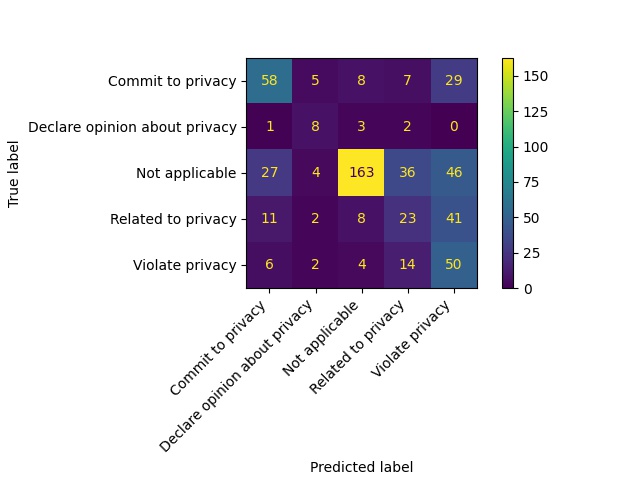 Commit to privacy 58 5 8 7 29
Declare opinion about privacy 1 8 3 2 0
Not applicable 27 4 163 36 46
Related to privacy 11 2 8 23 41
Violate privacy 6 2 4 14 50
True label
Commit to privacy
Declare opinion about privacy
Not applicable
Related to privacy
Violate privacy
Predicted label
150
125
100
75
50
25
0